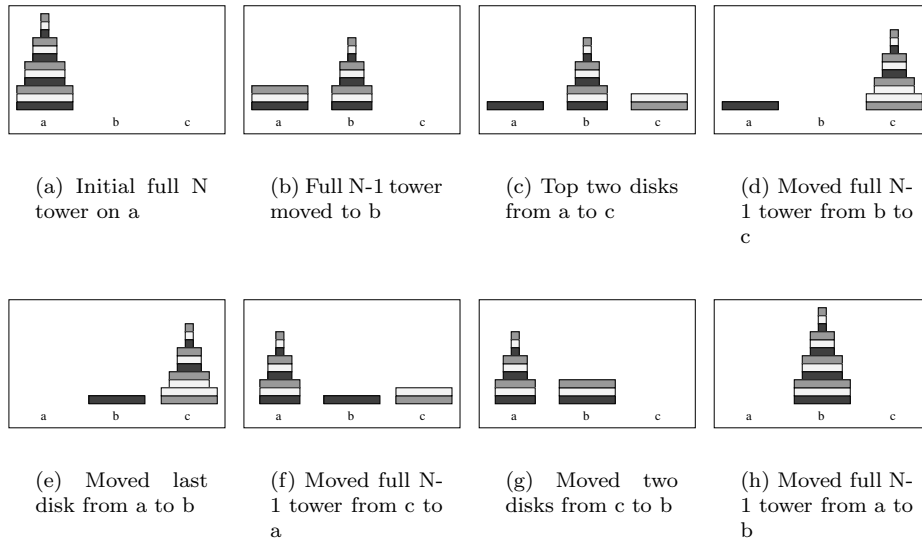 a b c
a b c
a b c
a b c
(a) Initial full N
tower on a
(b) Full N-1 tower
moved to b
(c) Top two disks
from a to c
(d) Moved full N-
1 tower from b to
c
a b c
a b c
a b c
a b c
(e) Moved last
disk from a to b
(f) Moved full N-
1 tower from c to
a
(g) Moved two
disks from c to b
(h) Moved full N-
1 tower from a to
b